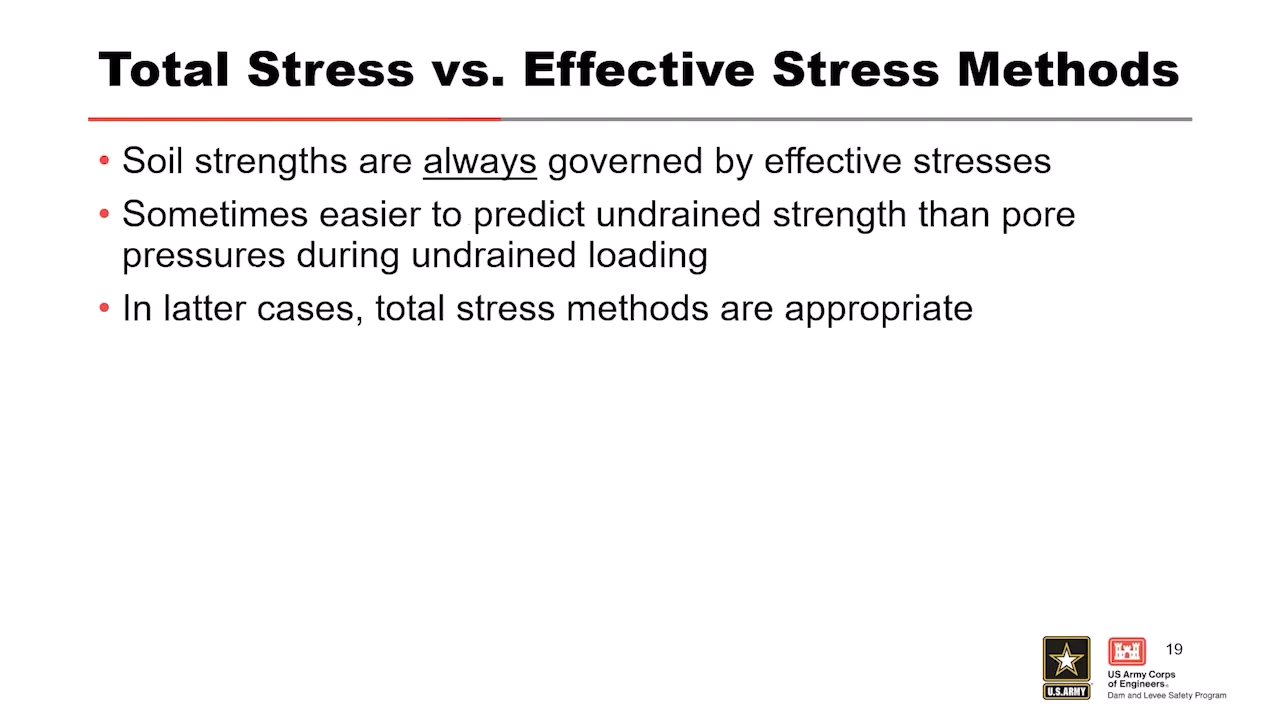 Total Stress vs. Effective Stress Methods
• Soil strengths are always governed by effective stresses
• Sometimes easier to predict undrained strength than pore
pressures during undrained loading
• In latter cases, total stress methods are appropriate
19
U.S.ARMY
US Army Corps
of Engineers®
Dam and Levee Safety Program